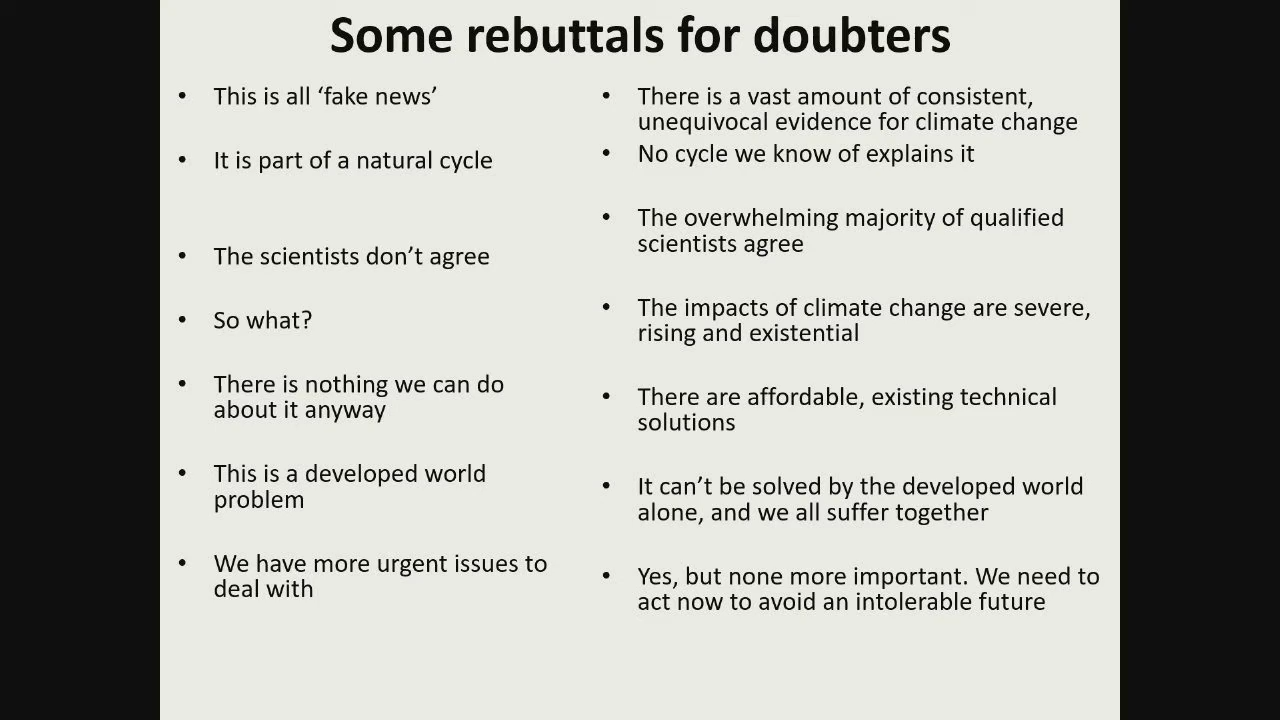 Some rebuttals for doubters
• This is all ‘fake news’
• It is part of a natural cycle
• The scientists don’t agree
• So what?
• There is nothing we can do
about it anyway
• This is a developed world
problem
• We have more urgent issues to
deal with
• There is a vast amount of consistent,
unequivocal evidence for climate change
• No cycle we know of explains it
• The overwhelming majority of qualified
scientists agree
• The impacts of climate change are severe,
rising and existential
• There are affordable, existing technical
solutions
• It can’t be solved by the developed world
alone, and we all suffer together
• Yes, but none more important. We need to
act now to avoid an intolerable future